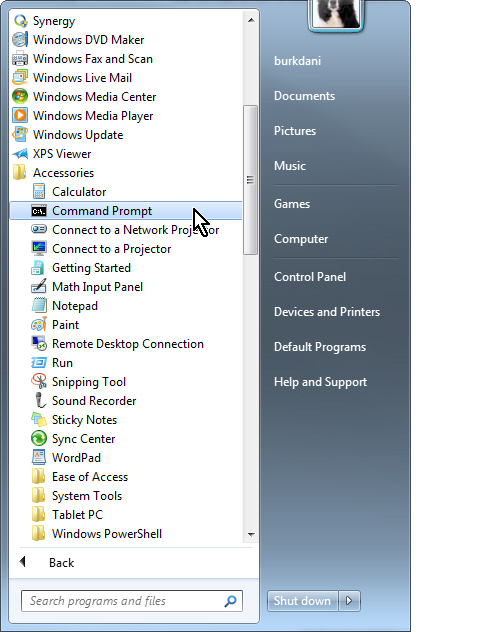 Synergy
Windows DVD Maker
Windows Fax and Scan
Windows Live Mail
Windows Media Center
Windows Media Player
Windows Update
XPS Viewer
Accessories
Calculator
Command Prompt
Connect to a Network Projector
Connect to a Projector
Getting Started
Math Input Panel
Notepad
Paint
Remote Desktop Connection
Run
Snipping Tool
Sound Recorder
Sticky Notes
Sync Center
WordPad
Ease of Access
System Tools
Tablet PC
Windows PowerShell
Back
Search programs and files
burkdani
Documents
Pictures
Music
Games
Computer
Control Panel
Devices and Printers
Default Programs
Help and Support
Shut down